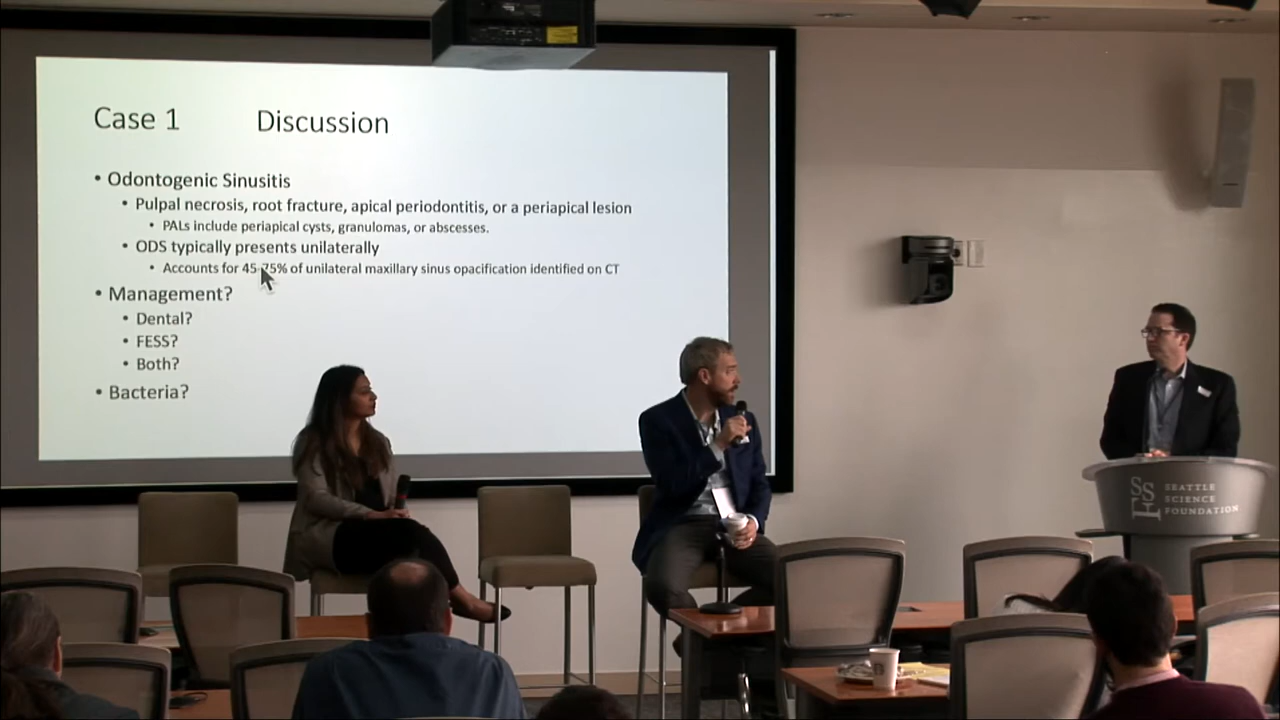 Case 1 Discussion
• Odontogenic Sinusitis
• Pulpal necrosis, root fracture, apical periodontitis, or a periapical lesion
• PALs include periapical cysts, granulomas, or abscesses.
• ODS typically presents unilaterally
• Accounts for 45-75% of unilateral maxillary sinus opacification identified on CT
• Management?
• Dental?
• FESS?
• Both?
• Bacteria?
SSF
SEATTLE
SCIENCE
FOUNDATION